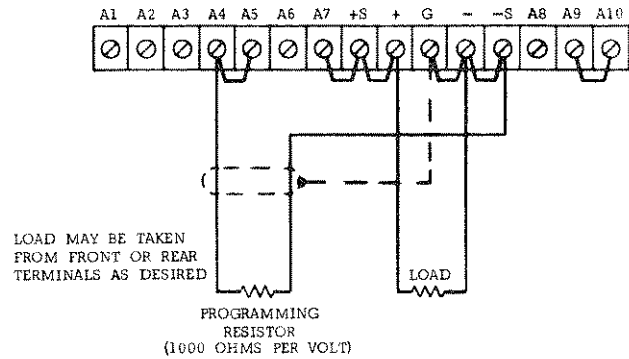 A1 A2 A3 A4 A5 A6 A7 +S + G − −S A8 A9 A10
LOAD MAY BE TAKEN
FROM FRONT OR REAR
TERMINALS AS DESIRED
LOAD
PROGRAMMING
RESISTOR
(1000 OHMS PER VOLT)